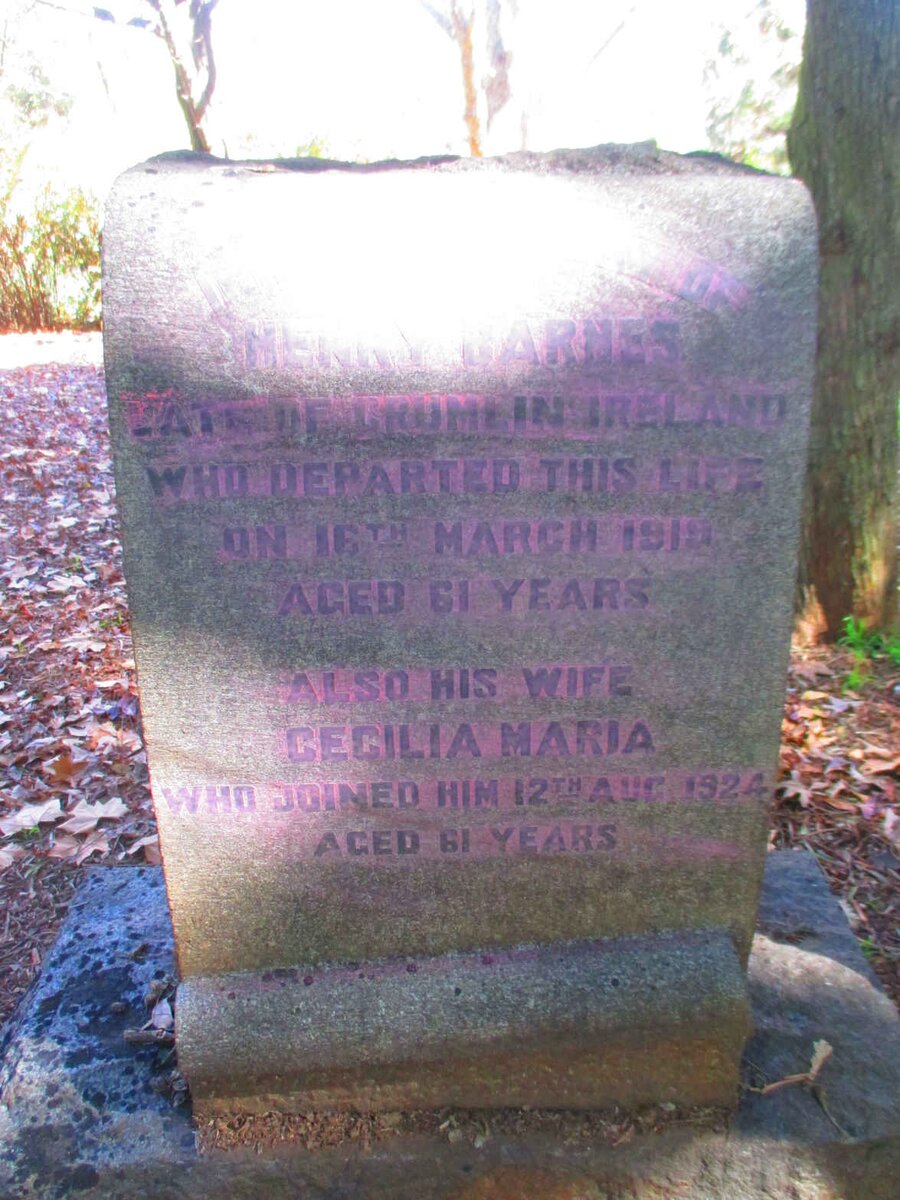 HENRY BARNES
LATE OF CRUMLIN IRELAND
WHO DEPARTED THIS LIFE
ON 16TH MARCH 1919
AGED 61 YEARS
ALSO HIS WIFE
CECILIA MARIA
WHO JOINED HIM 12TH AUG 1924
AGED 61 YEARS